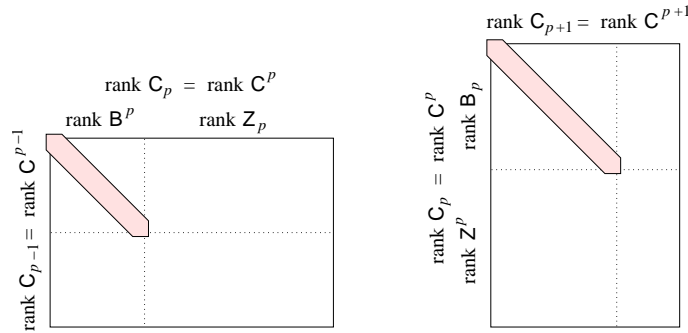 rank C_p = rank C^p
rank B^p rank Z_p
rank C_{p−1} = rank C^{p−1}
rank C_{p+1} = rank C^{p+1}
rank C_p = rank C^p
rank Z^p rank B_p